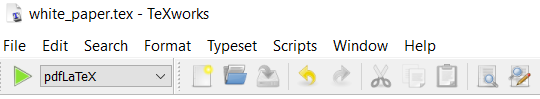 white_paper.tex - TeXworks
File Edit Search Format Typeset Scripts Window Help
pdfLaTeX